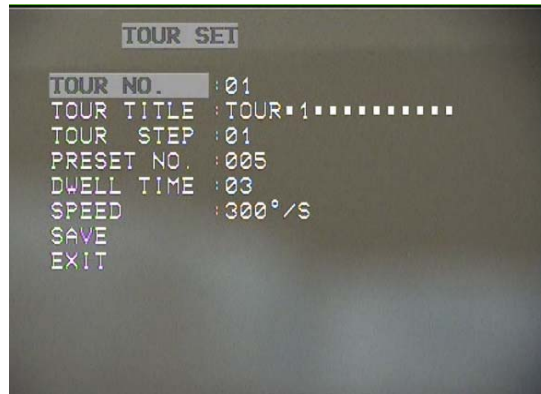 TOUR SET
TOUR NO. :01
TOUR TITLE :TOUR▪1▪▪▪▪▪▪▪▪▪▪
TOUR STEP :01
PRESET NO. :005
DWELL TIME :03
SPEED :300°/S
SAVE
EXIT